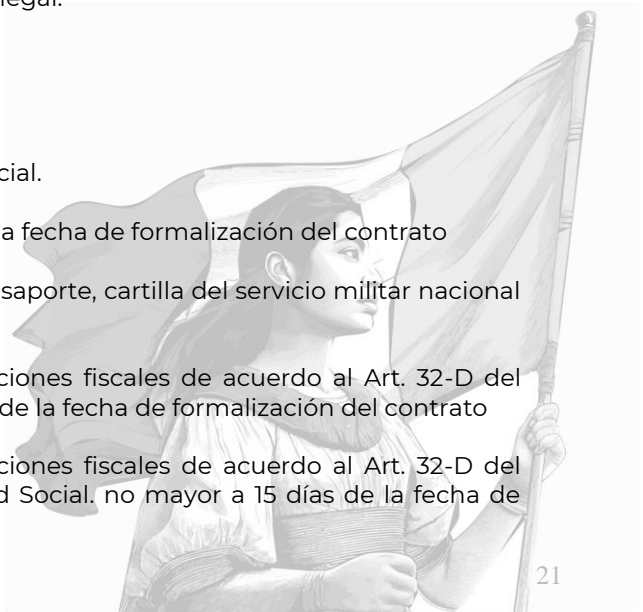 legal.
cial.
a fecha de formalización del contrato
saporte, cartilla del servicio militar nacional
ciones fiscales de acuerdo al Art. 32-D del
de la fecha de formalización del contrato
ciones fiscales de acuerdo al Art. 32-D del
d Social. no mayor a 15 días de la fecha de
21